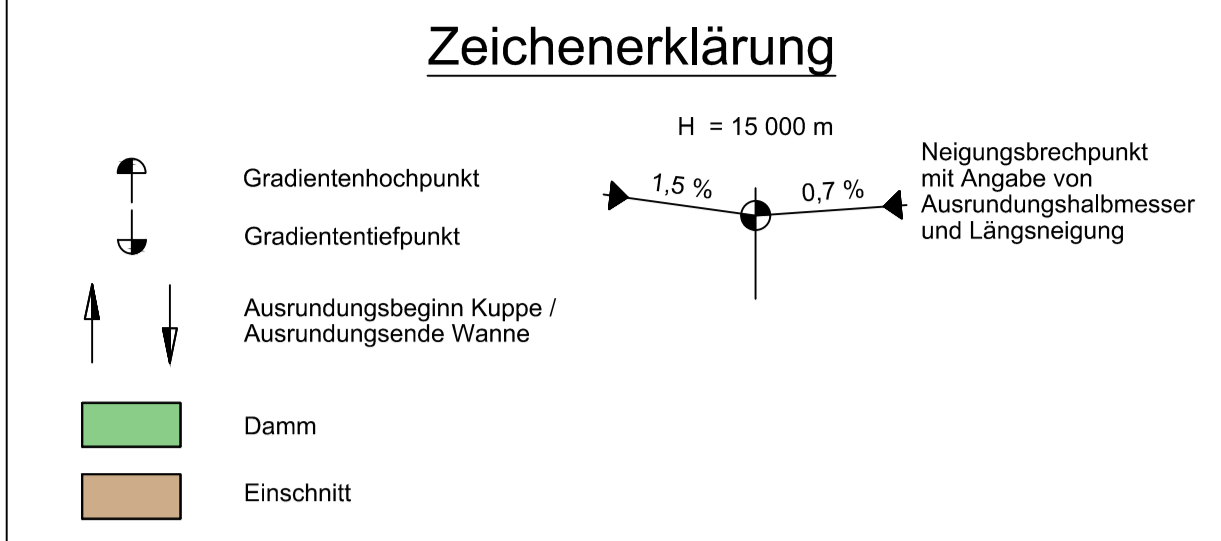 Zeichenerklärung
Gradientenhochpunkt
Gradiententiefpunkt
Ausrundungsbeginn Kuppe /
Ausrundungsende Wanne
Damm
Einschnitt
H = 15 000 m
1,5 %
0,7 %
Neigungsbrechpunkt
mit Angabe von
Ausrundungshalbmesser
und Längsneigung